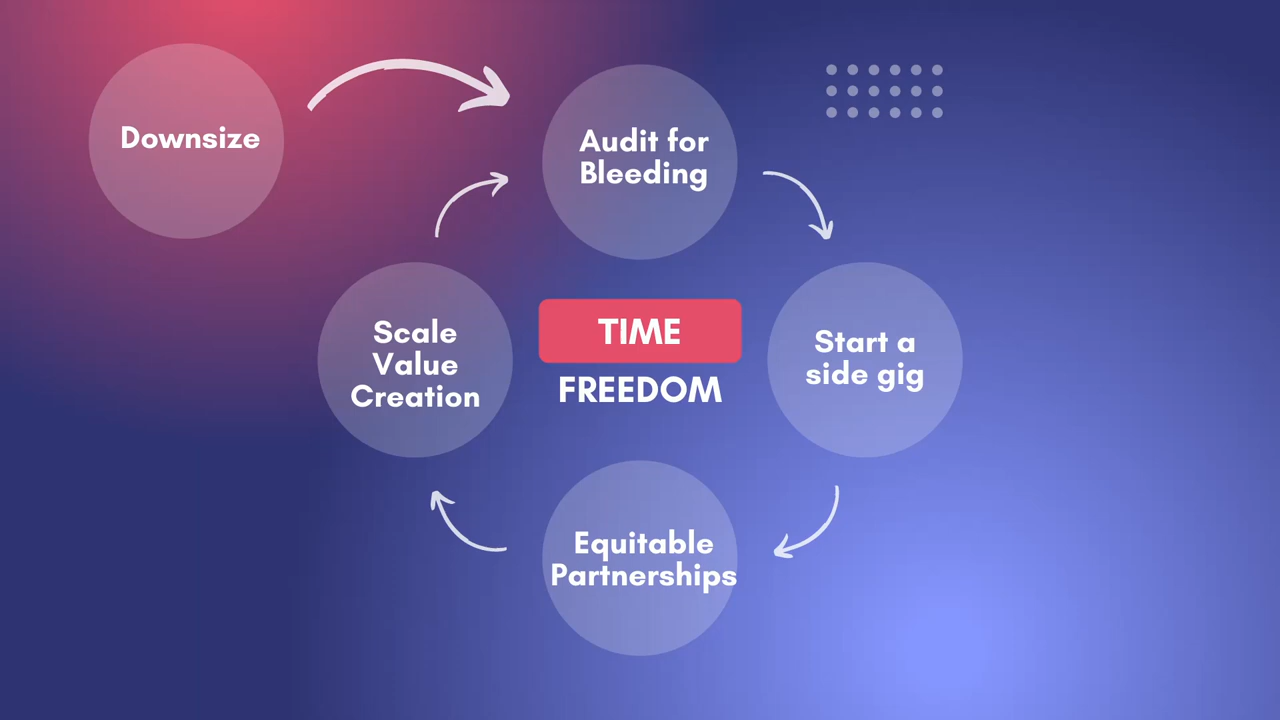 Downsize
Audit for
Bleeding
Start a
side gig
Equitable
Partnerships
Scale
Value
Creation
TIME
FREEDOM